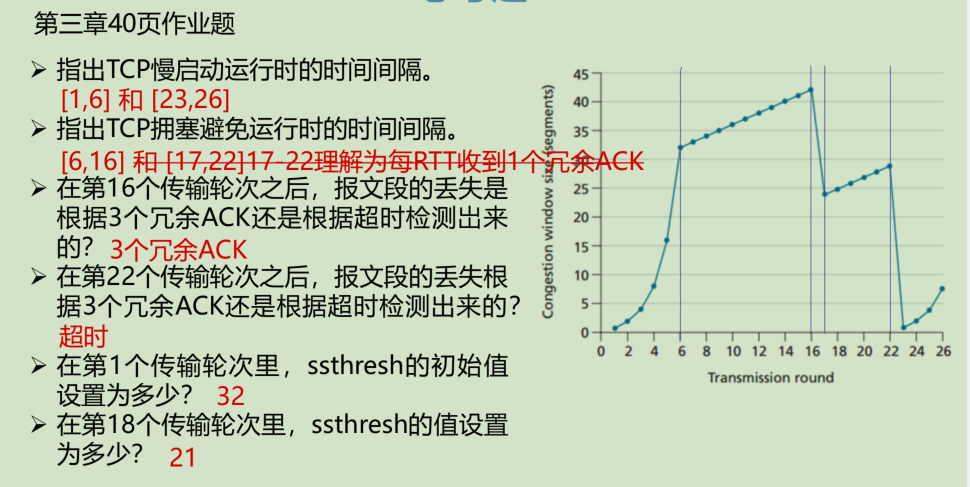 第三章40页作业题
➢ 指出TCP慢启动运行时的时间间隔。
[1,6] 和 [23,26]
➢ 指出TCP拥塞避免运行时的时间间隔。
[6,16] 和 [17,22]17-22理解为每RTT收到1个冗余ACK
➢ 在第16个传输轮次之后，报文段的丢失是
根据3个冗余ACK还是根据超时检测出来
的？ 3个冗余ACK
➢ 在第22个传输轮次之后，报文段的丢失根
据3个冗余ACK还是根据超时检测出来的？
超时
➢ 在第1个传输轮次里，ssthresh的初始值
设置为多少？ 32
➢ 在第18个传输轮次里，ssthresh的值设置
为多少？ 21
Congestion window size (segments)
45
40
35
30
25
20
15
10
5
0
0 2 4 6 8 10 12 14 16 18 20 22 24 26
Transmission round